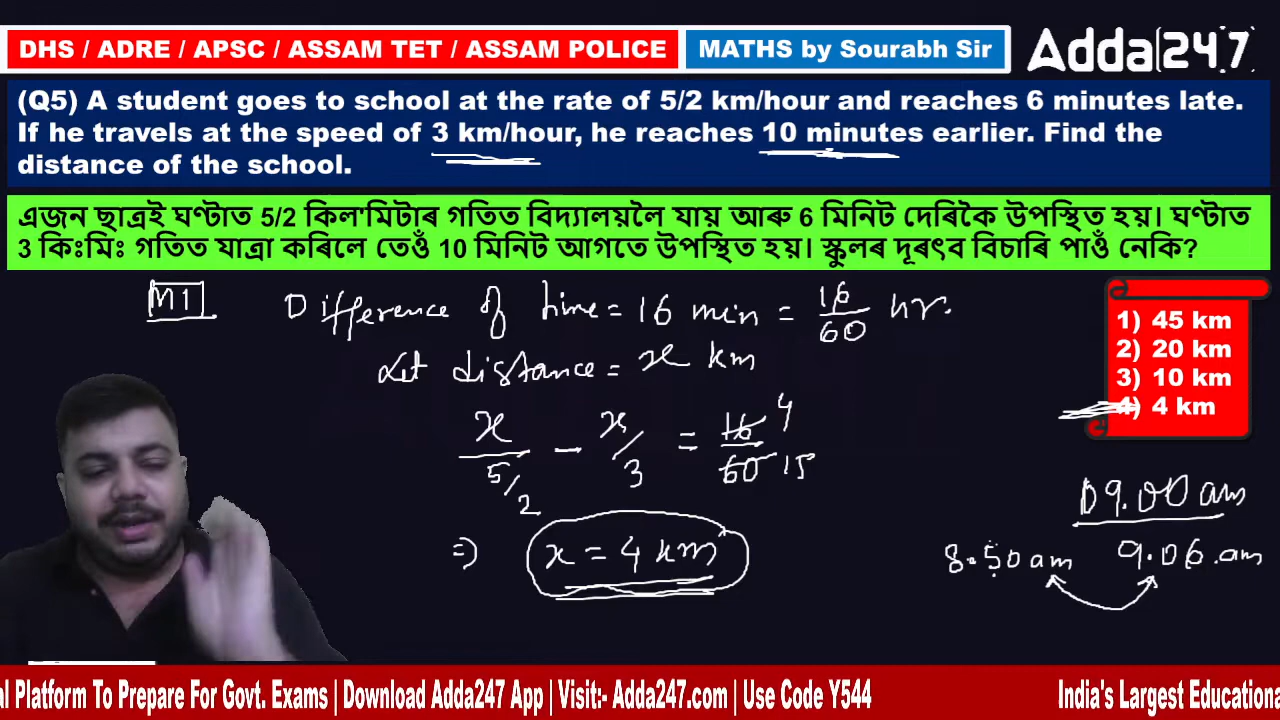 DHS / ADRE / APSC / ASSAM TET / ASSAM POLICE
MATHS by Sourabh Sir
Adda 247
(Q5) A student goes to school at the rate of 5/2 km/hour and reaches 6 minutes late.
If he travels at the speed of 3 km/hour, he reaches 10 minutes earlier. Find the
distance of the school.
এজন ছাত্ৰই ঘণ্টাত 5/2 কিল'মিটাৰ গতিত বিদ্যালয়লৈ যায় আৰু 6 মিনিট দেৰিকৈ উপস্থিত হয়। ঘণ্টাত
3 কিঃমিঃ গতিত যাত্ৰা কৰিলে তেওঁ 10 মিনিট আগতে উপস্থিত হয়। স্কুলৰ দূৰৎব বিচাৰি পাওঁ নেকি?
M1 Difference of time = 16 min = 16/60 hr.
Let distance = x km
x/5/2 - x/3 = 16/60 4/15
=) x = 4 km
1) 45 km
2) 20 km
3) 10 km
4) 4 km
09.00 am
8.50 am 9.06 .am
al Platform To Prepare For Govt. Exams | Download Adda247 App | Visit:- Adda247.com | Use Code Y544
India's Largest Educationa